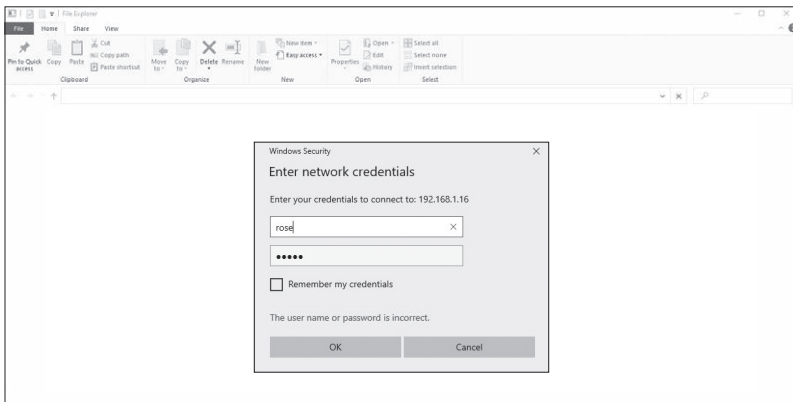 File Explorer
File Home Share View
Pin to Quick access
Copy
Paste
Cut
Copy path
Paste shortcut
Clipboard
Move to
Copy to
Delete
Rename
Organize
New folder
New item
Easy access
New
Properties
Open
Edit
History
Open
Select all
Select none
Invert selection
Select
Windows Security
Enter network credentials
Enter your credentials to connect to: 192.168.1.16
rose
Remember my credentials
The user name or password is incorrect.
OK Cancel